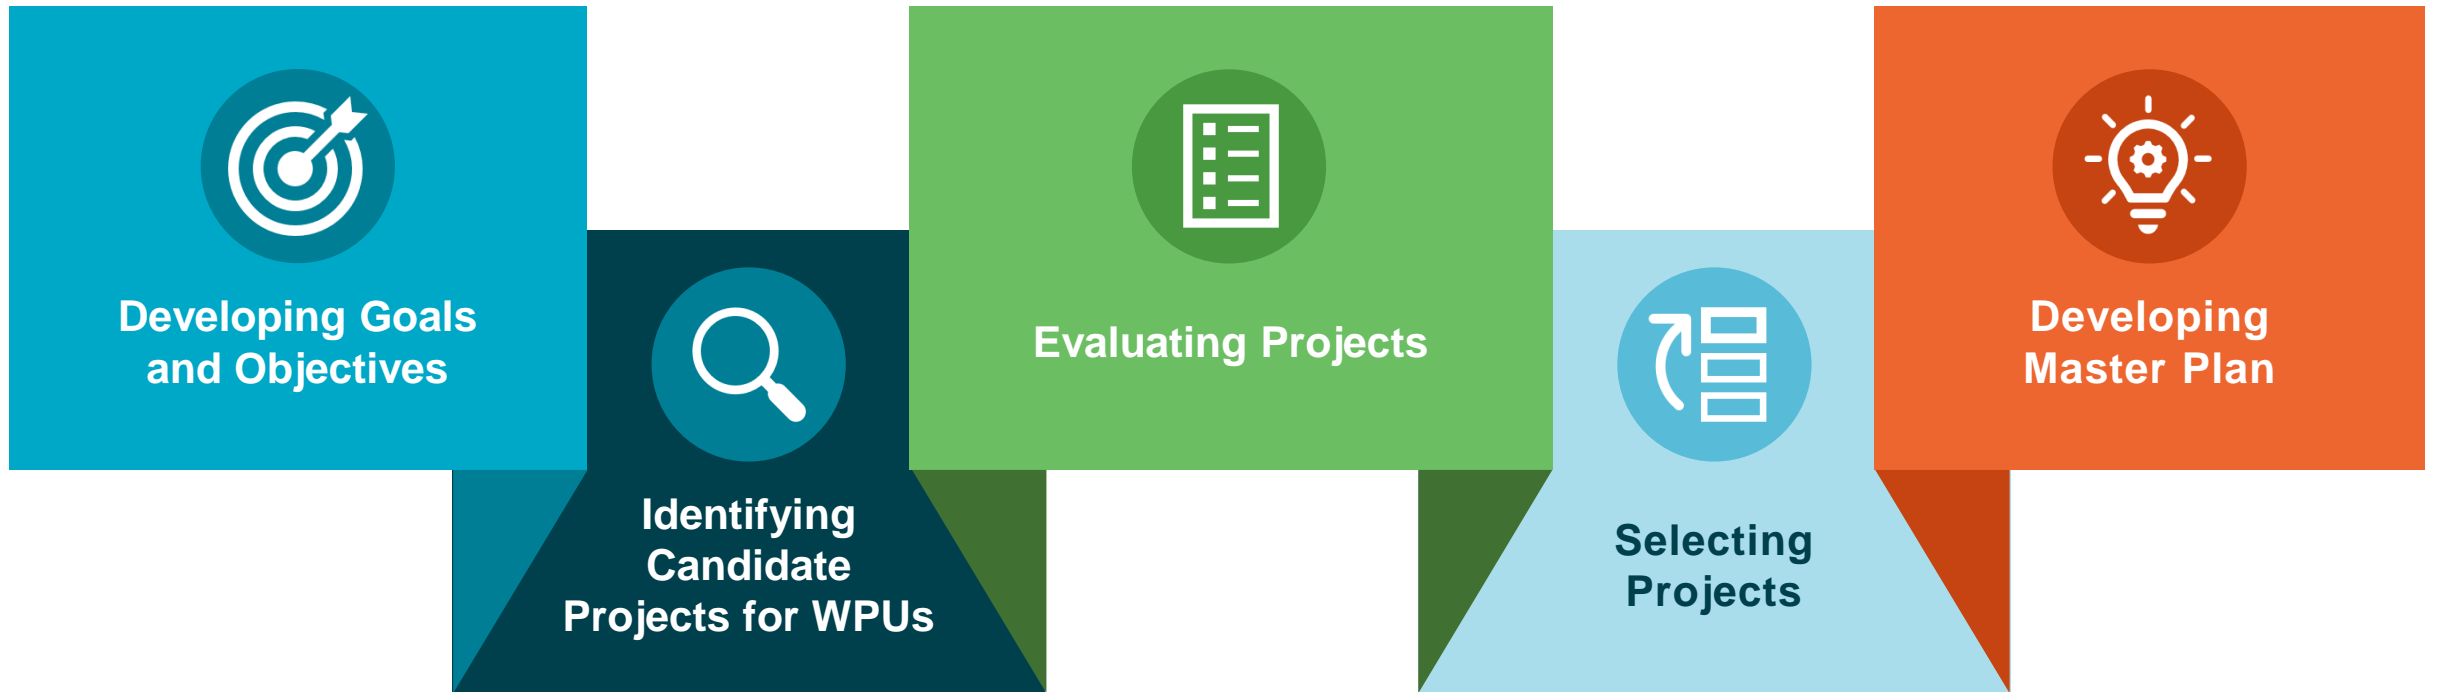 Developing Goals
and Objectives
Identifying
Candidate
Projects for WPUs
Evaluating Projects
Selecting
Projects
Developing
Master Plan